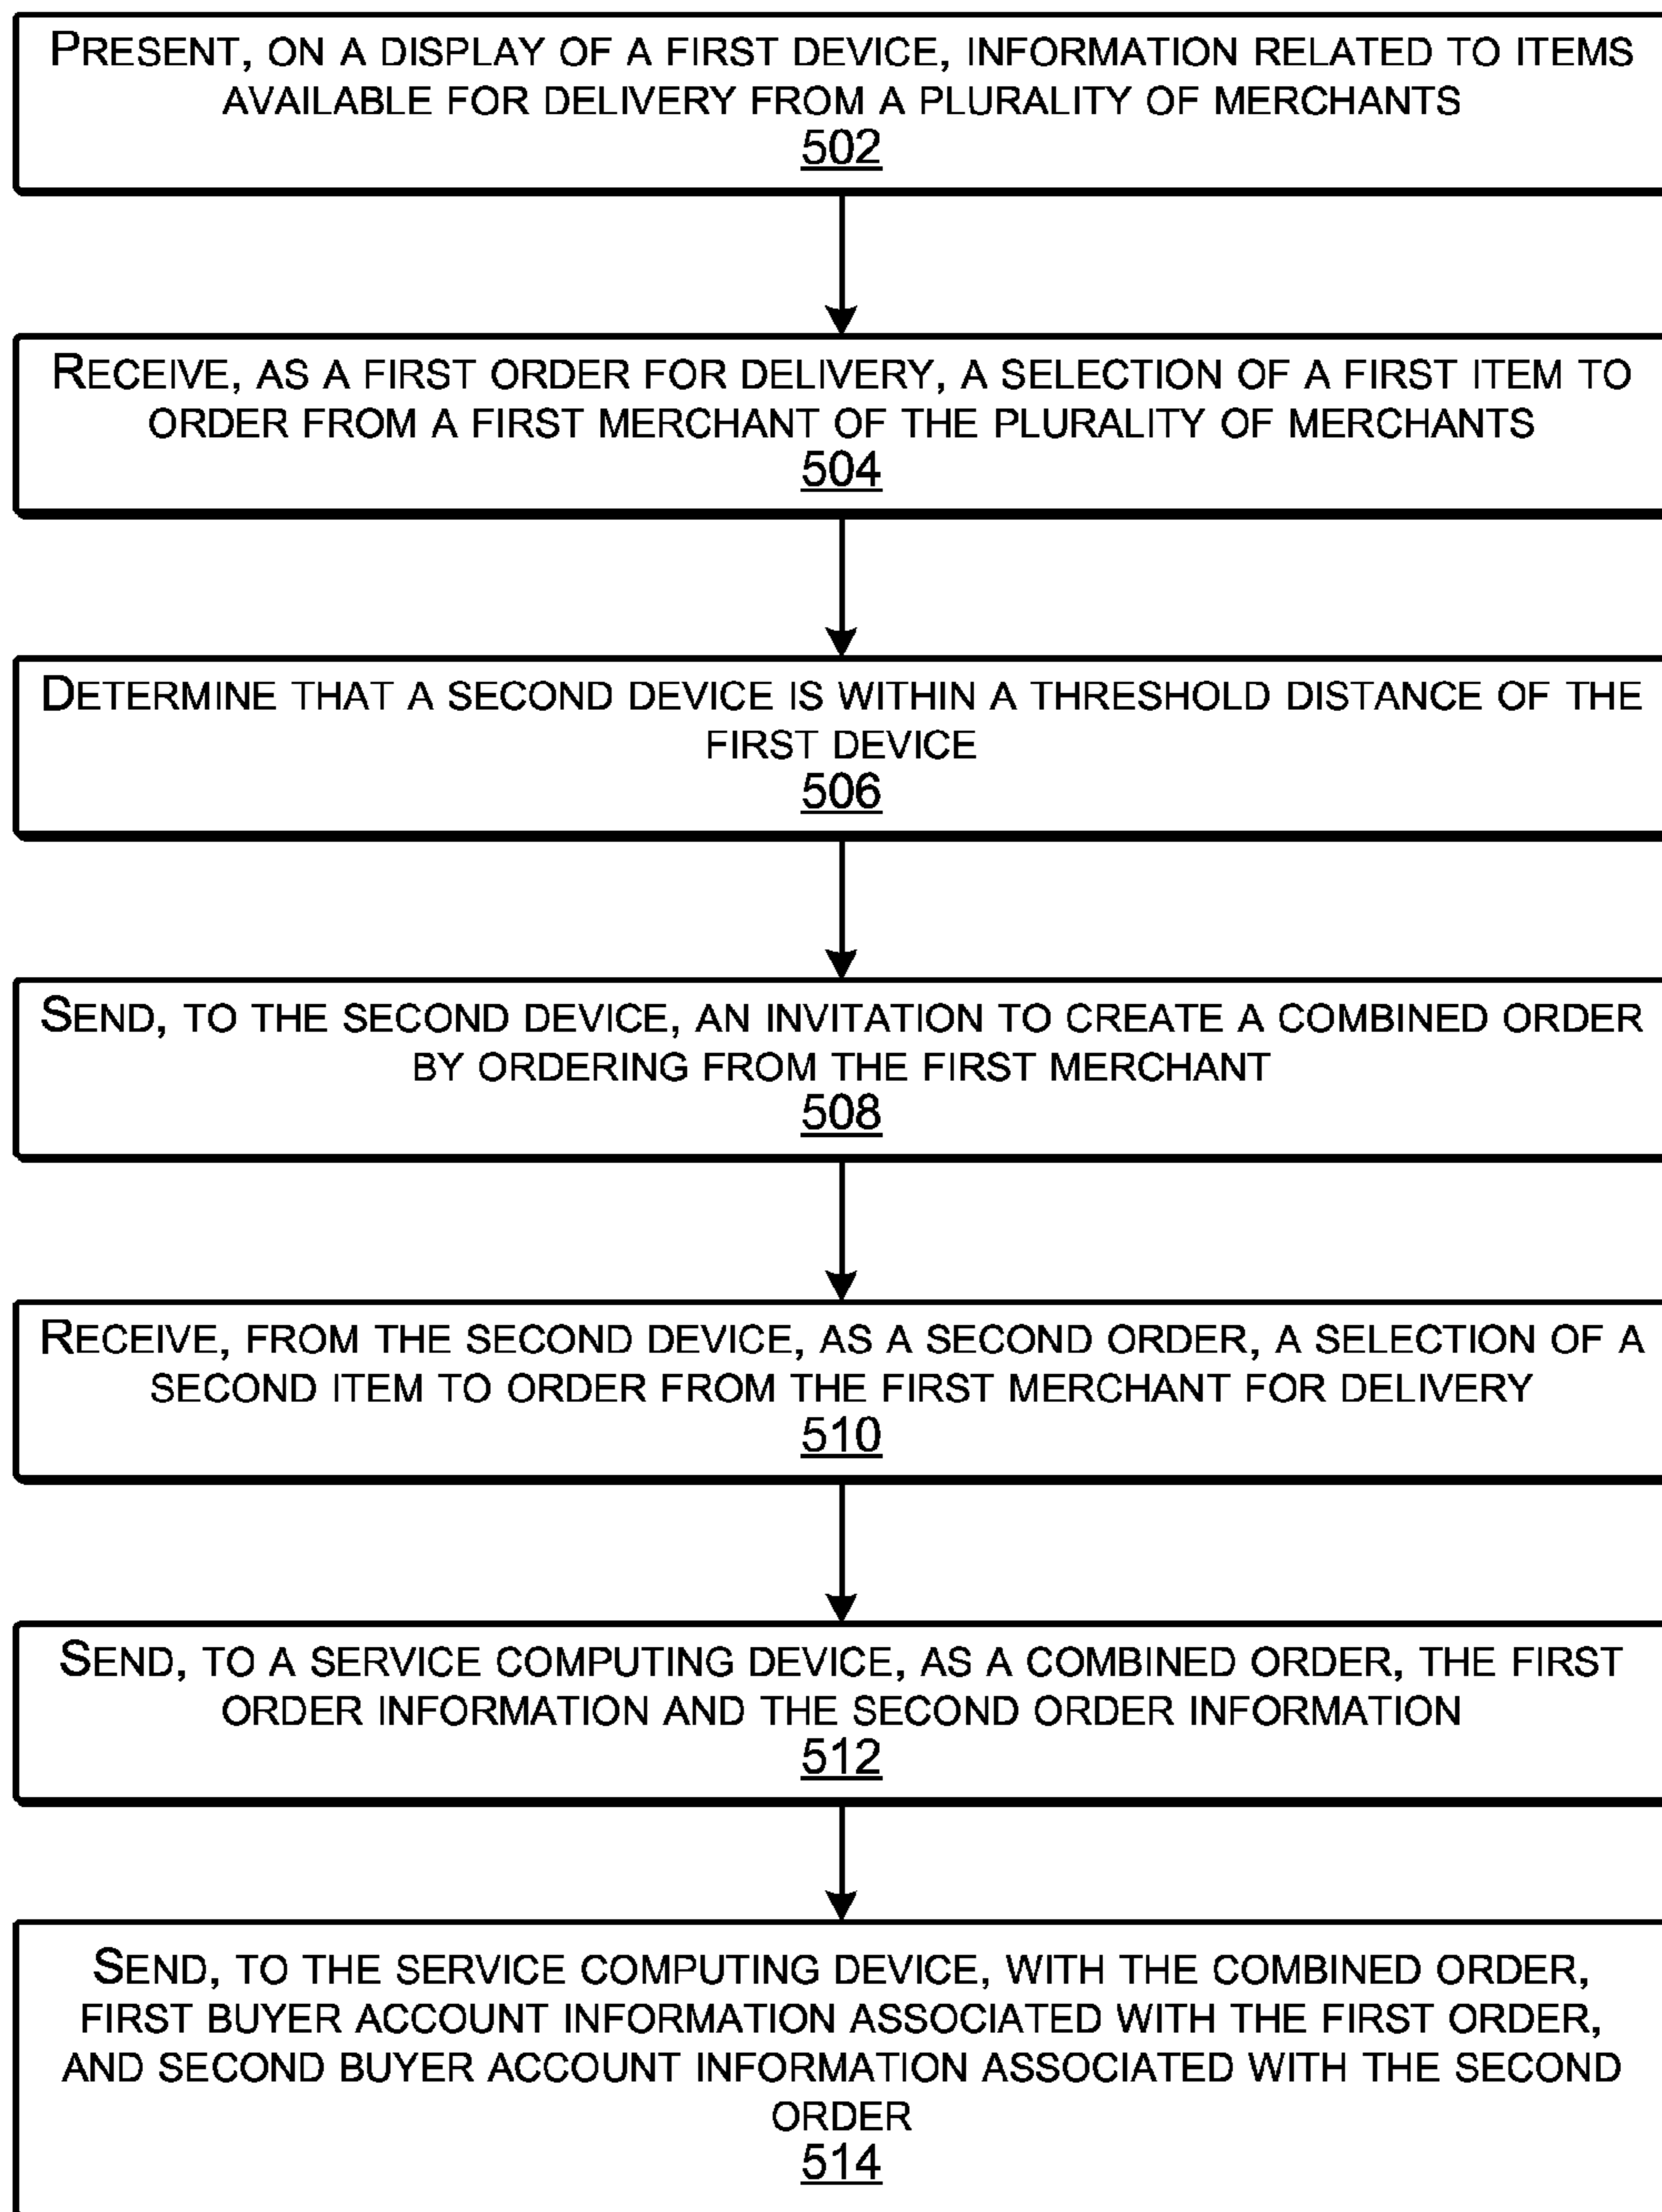 PRESENT, ON A DISPLAY OF A FIRST DEVICE, INFORMATION RELATED TO ITEMS
AVAILABLE FOR DELIVERY FROM A PLURALITY OF MERCHANTS
502
RECEIVE, AS A FIRST ORDER FOR DELIVERY, A SELECTION OF A FIRST ITEM TO
ORDER FROM A FIRST MERCHANT OF THE PLURALITY OF MERCHANTS
504
DETERMINE THAT A SECOND DEVICE IS WITHIN A THRESHOLD DISTANCE OF THE
FIRST DEVICE
506
SEND, TO THE SECOND DEVICE, AN INVITATION TO CREATE A COMBINED ORDER
BY ORDERING FROM THE FIRST MERCHANT
508
RECEIVE, FROM THE SECOND DEVICE, AS A SECOND ORDER, A SELECTION OF A
SECOND ITEM TO ORDER FROM THE FIRST MERCHANT FOR DELIVERY
510
SEND, TO A SERVICE COMPUTING DEVICE, AS A COMBINED ORDER, THE FIRST
ORDER INFORMATION AND THE SECOND ORDER INFORMATION
512
SEND, TO THE SERVICE COMPUTING DEVICE, WITH THE COMBINED ORDER,
FIRST BUYER ACCOUNT INFORMATION ASSOCIATED WITH THE FIRST ORDER,
AND SECOND BUYER ACCOUNT INFORMATION ASSOCIATED WITH THE SECOND
ORDER
514